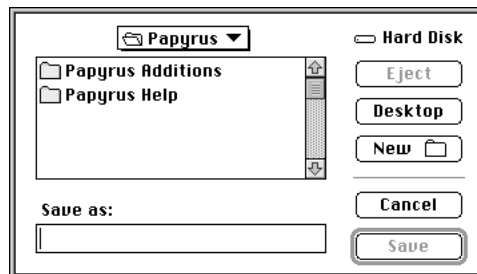 Papyrus
Hard Disk
Papyrus Additions
Papyrus Help
Eject
Desktop
New
Save as:
Cancel
Save